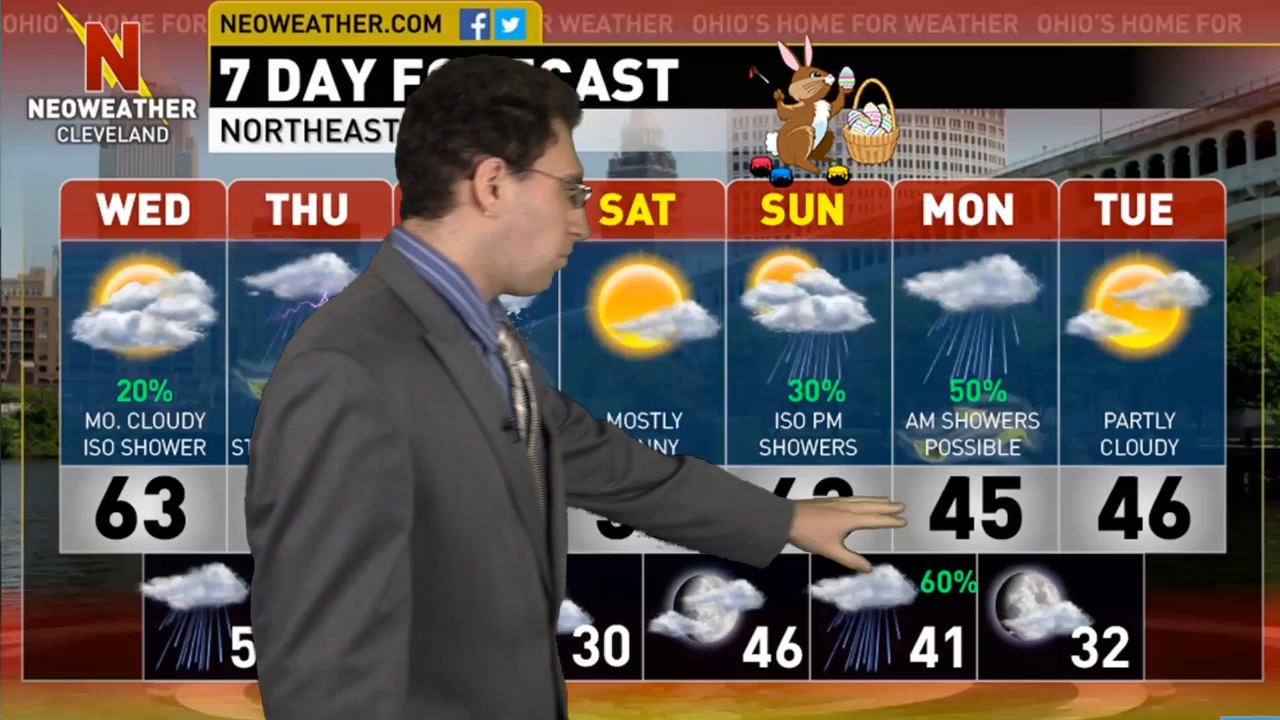 OHIO'S HOME FOR WEATHER OHIO'S HOME FOR WEATHER OHIO'S HOME FOR
NEOWEATHER.COM
N
NEOWEATHER
CLEVELAND
7 DAY FORECAST
NORTHEAST
WED THU SAT SUN MON TUE
20% 30% 50%
MO. CLOUDY MOSTLY ISO PM AM SHOWERS PARTLY
ISO SHOWER SHOWERS POSSIBLE CLOUDY
63 45 46
60%
30 46 41 32